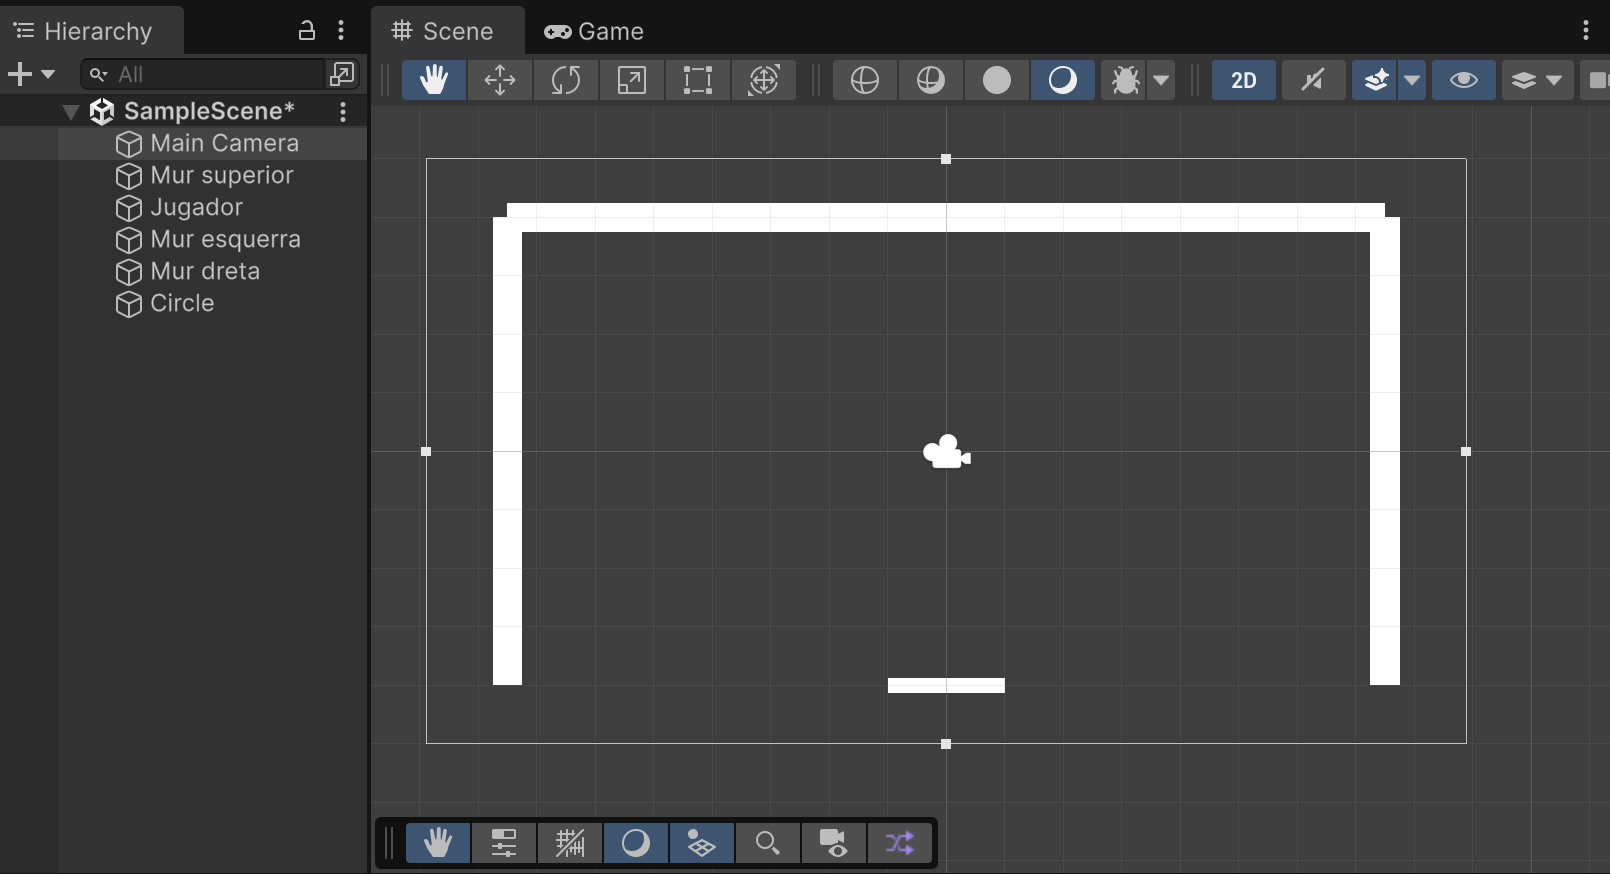 Hierarchy
Scene
Game
All
2D
SampleScene*
Main Camera
Mur superior
Jugador
Mur esquerra
Mur dreta
Circle